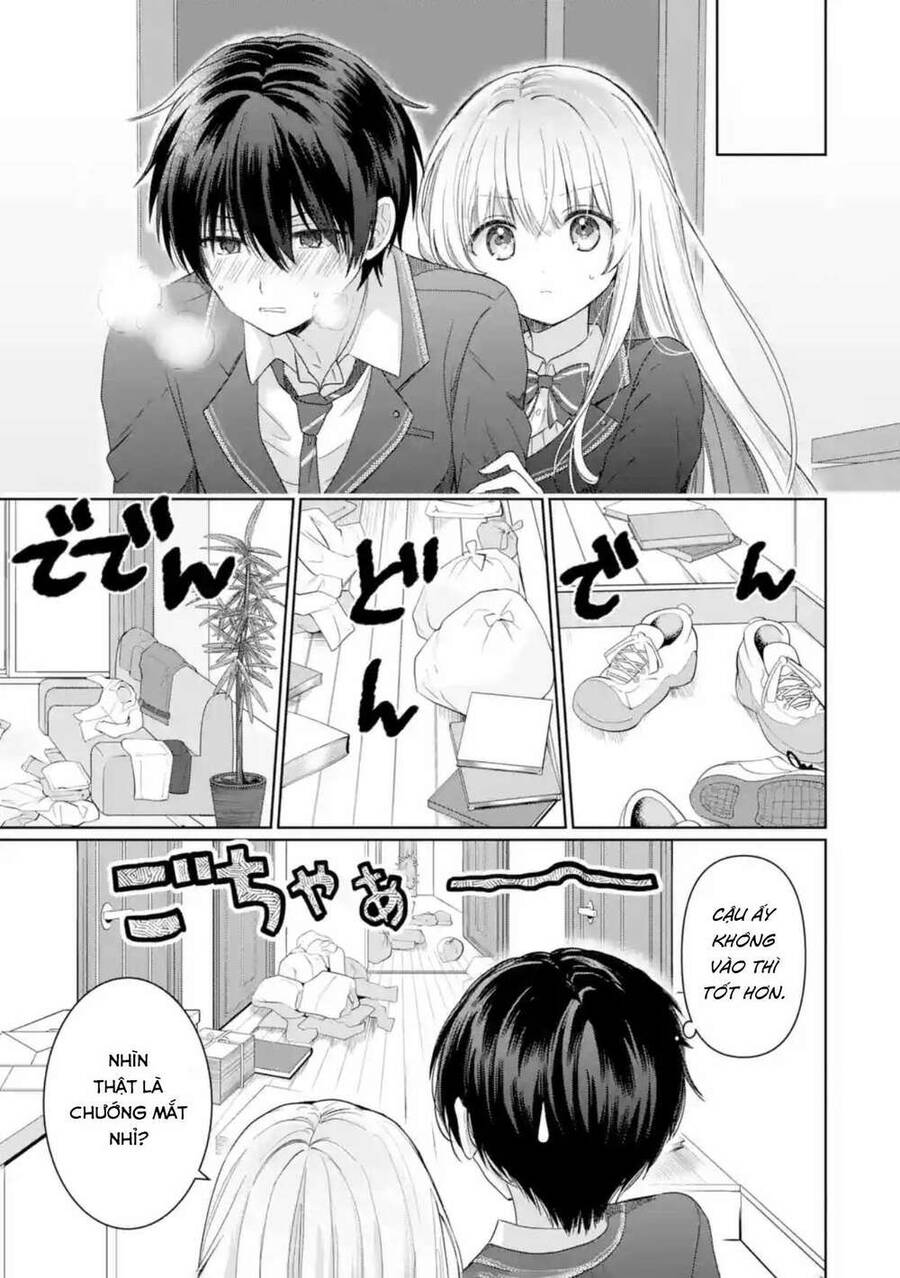 でん
どん
ででん
ごちゃあ〜
CẬU ẤY
KHÔNG
VÀO THÌ
TỐT HƠN.
NHÌN
THẬT LÀ
CHƯỚNG MẮT
NHỈ?